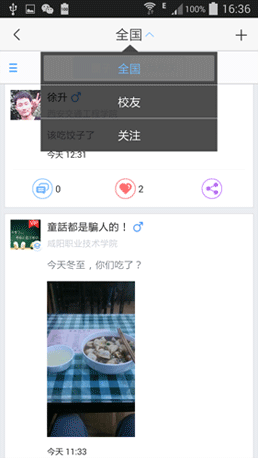 100% 16:36
全国
全国
校友
关注
徐升
该吃饺子了
今天 12:31
0 2
童話都是騙人的！
咸阳职业技术学院
今天冬至，你们吃了？
今天 11:33